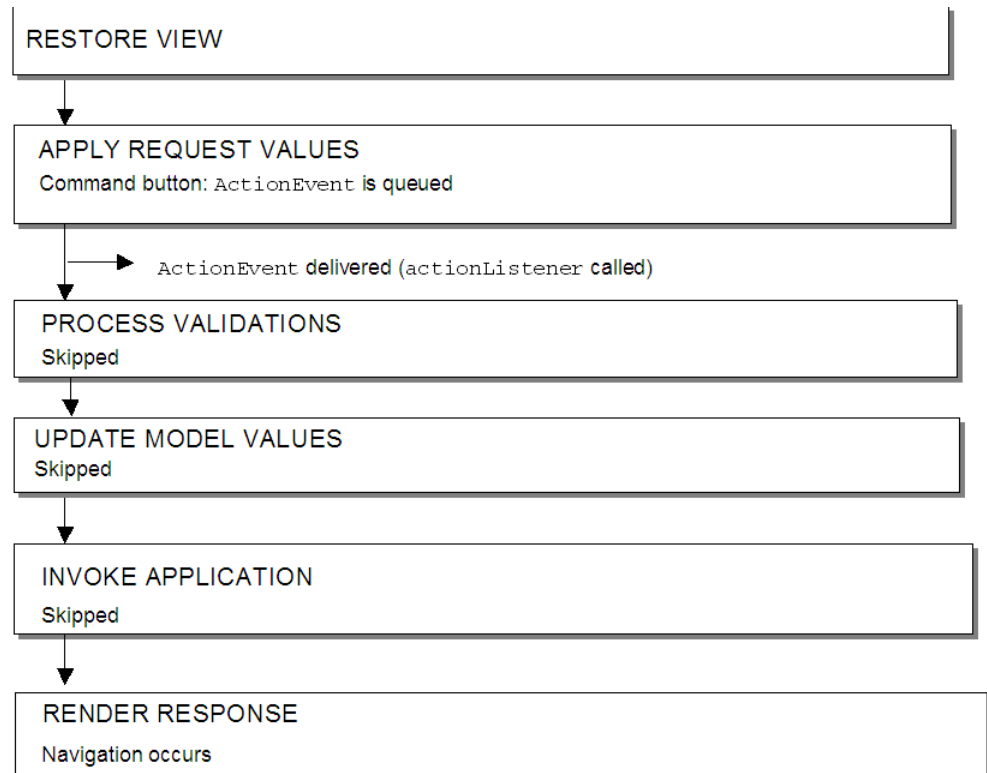 RESTORE VIEW
APPLY REQUEST VALUES
Command button: ActionEvent is queued
ActionEvent delivered (actionListener called)
PROCESS VALIDATIONS
Skipped
UPDATE MODEL VALUES
Skipped
INVOKE APPLICATION
Skipped
RENDER RESPONSE
Navigation occurs